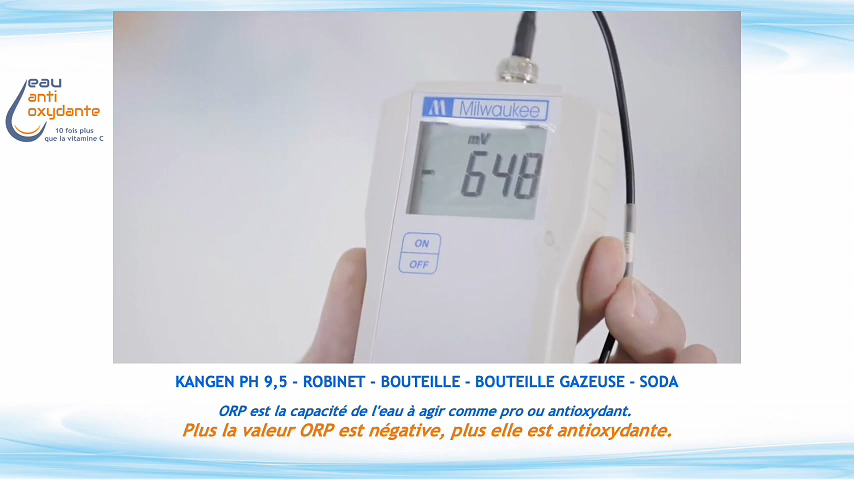 eau
anti
oxydante
10 fois plus
que la vitamine C
Milwaukee
mV
- 648
ON
OFF
KANGEN PH 9,5 - ROBINET - BOUTEILLE - BOUTEILLE GAZEUSE - SODA
ORP est la capacité de l'eau à agir comme pro ou antioxydant.
Plus la valeur ORP est négative, plus elle est antioxydante.